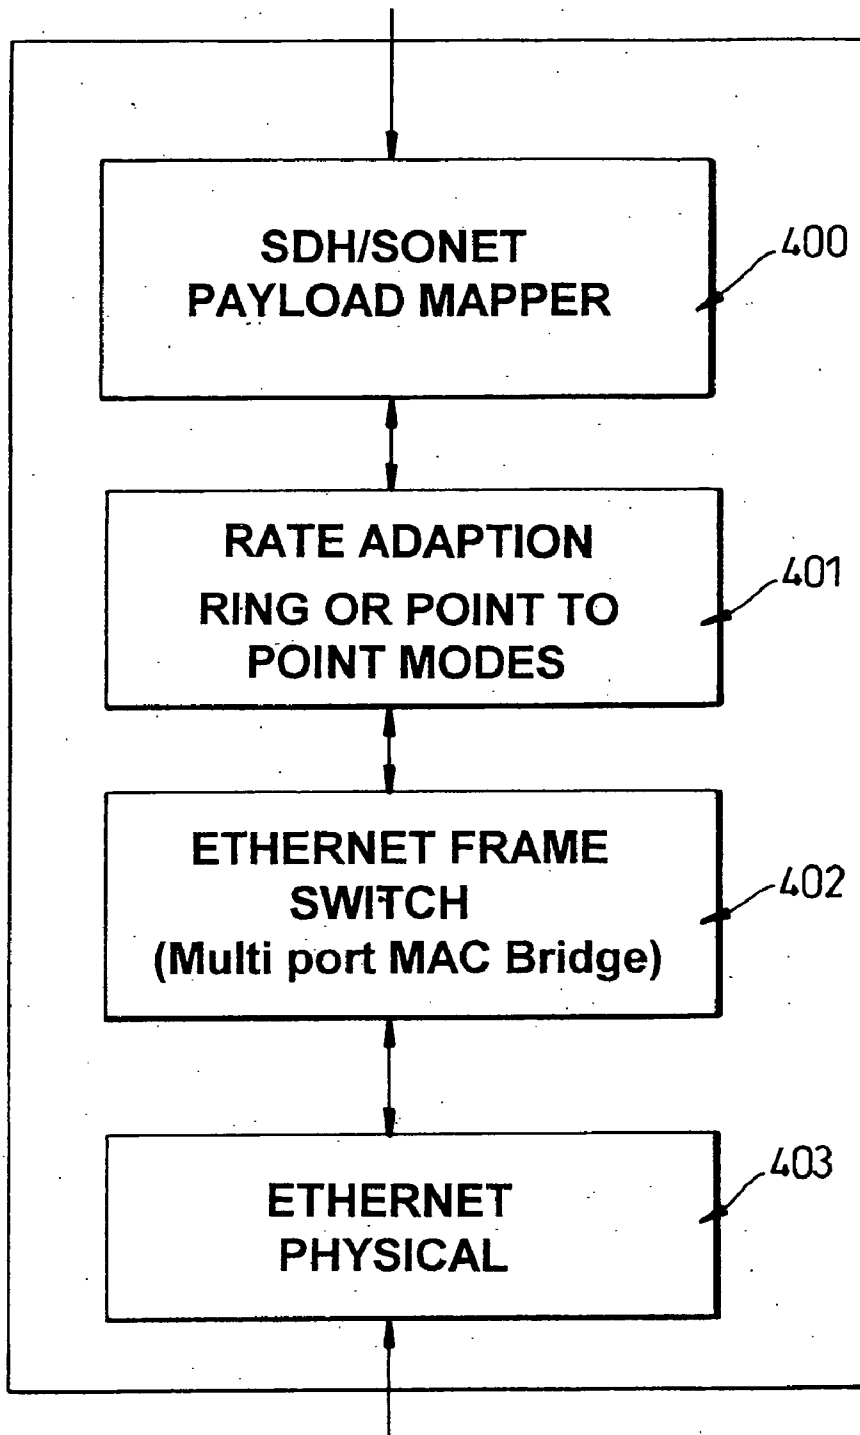 SDH/SONET
PAYLOAD MAPPER
400
RATE ADAPTION
RING OR POINT TO
POINT MODES
401
ETHERNET FRAME
SWITCH
(Multi port MAC Bridge)
402
ETHERNET
PHYSICAL
403